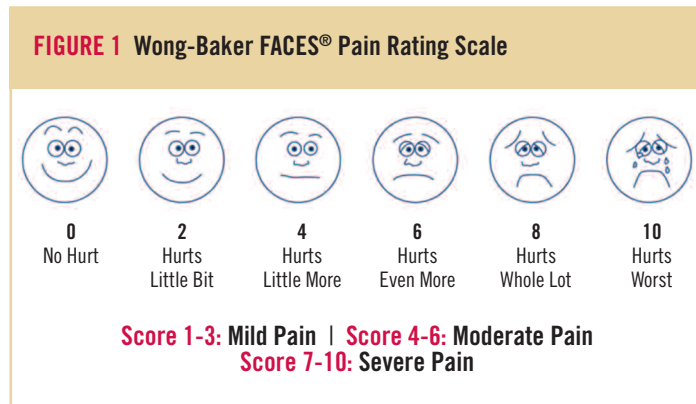 FIGURE 1 Wong-Baker FACES® Pain Rating Scale
0 2 4 6 8 10
No Hurt Hurts Hurts Hurts Hurts Hurts
Little Bit Little More Even More Whole Lot Worst
Score 1-3: Mild Pain | Score 4-6: Moderate Pain
Score 7-10: Severe Pain